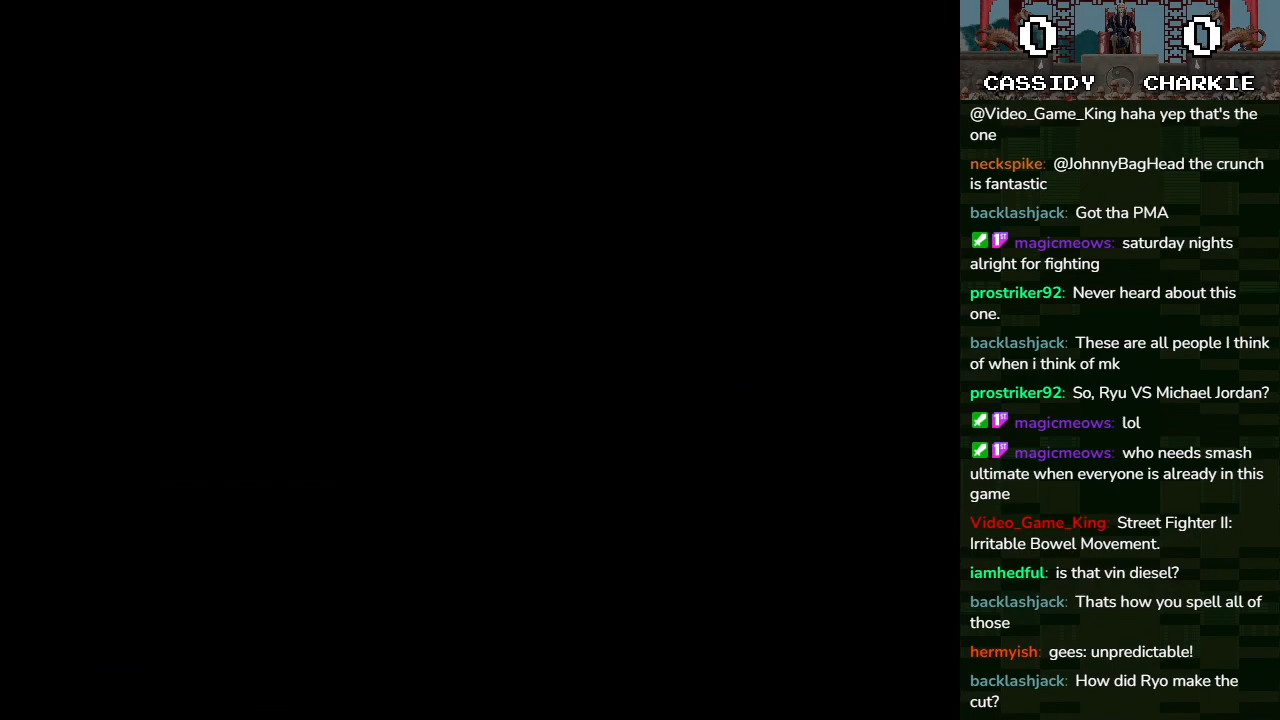 0 0
CASSIDY CHARKIE
@Video_Game_King haha yep that's the
one
neckspike: @JohnnyBagHead the crunch
is fantastic
backlashjack: Got tha PMA
magicmeows: saturday nights
alright for fighting
prostriker92: Never heard about this
one.
backlashjack: These are all people I think
of when i think of mk
prostriker92: So, Ryu VS Michael Jordan?
magicmeows: lol
magicmeows: who needs smash
ultimate when everyone is already in this
game
Video_Game_King: Street Fighter II:
Irritable Bowel Movement.
iamhedful: is that vin diesel?
backlashjack: Thats how you spell all of
those
hermyish: gees: unpredictable!
backlashjack: How did Ryo make the
cut?